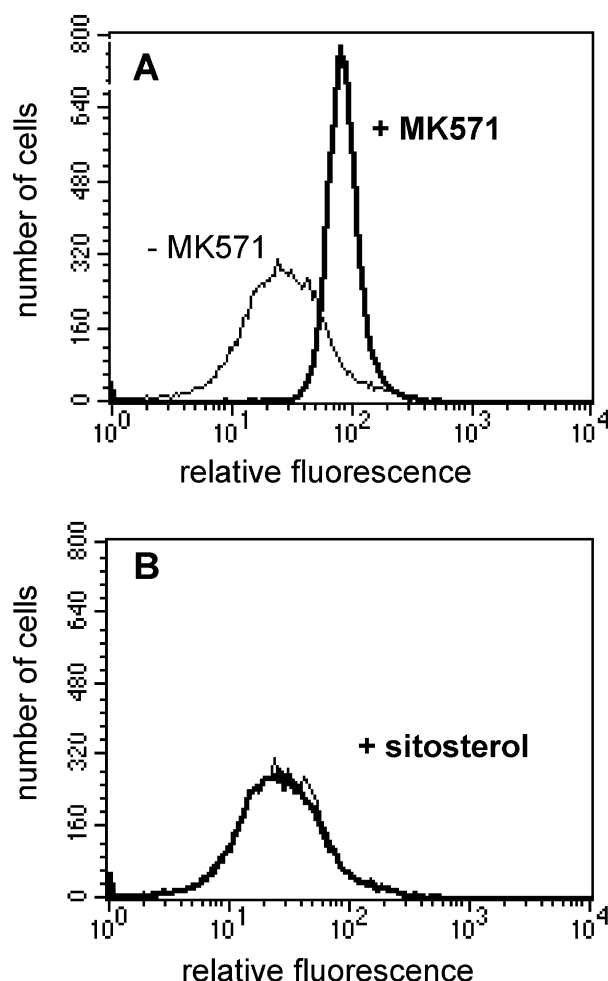 A
800
640
480
320
160
0
number of cells
+ MK571
- MK571
10^0 10^1 10^2 10^3 10^4
relative fluorescence
B
800
640
480
320
160
0
number of cells
+ sitosterol
10^0 10^1 10^2 10^3 10^4
relative fluorescence